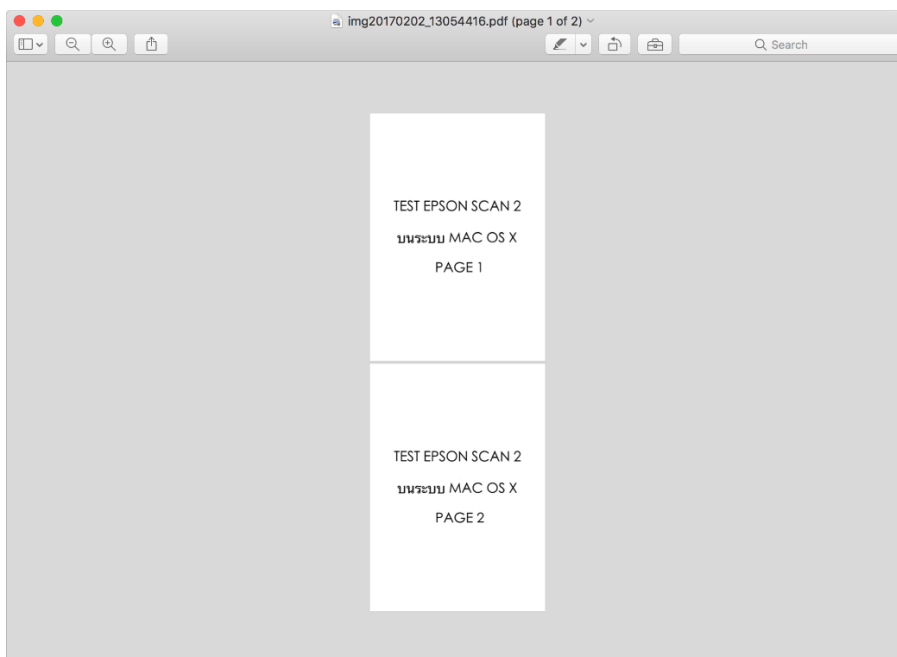 img20170202_13054416.pdf (page 1 of 2)
Search
TEST EPSON SCAN 2
บนระบบ MAC OS X
PAGE 1
TEST EPSON SCAN 2
บนระบบ MAC OS X
PAGE 2